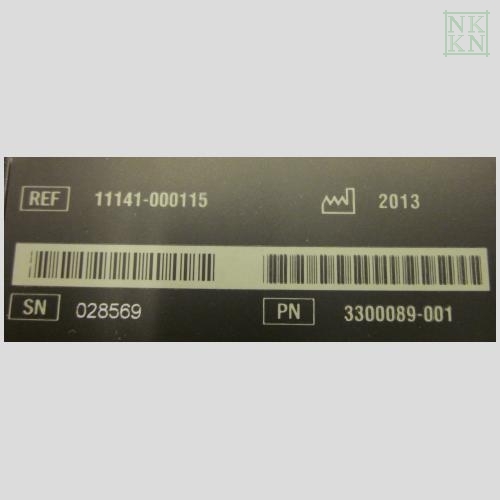 NK
KN
REF 11141-000115 2013
SN 028569 PN 3300089-001